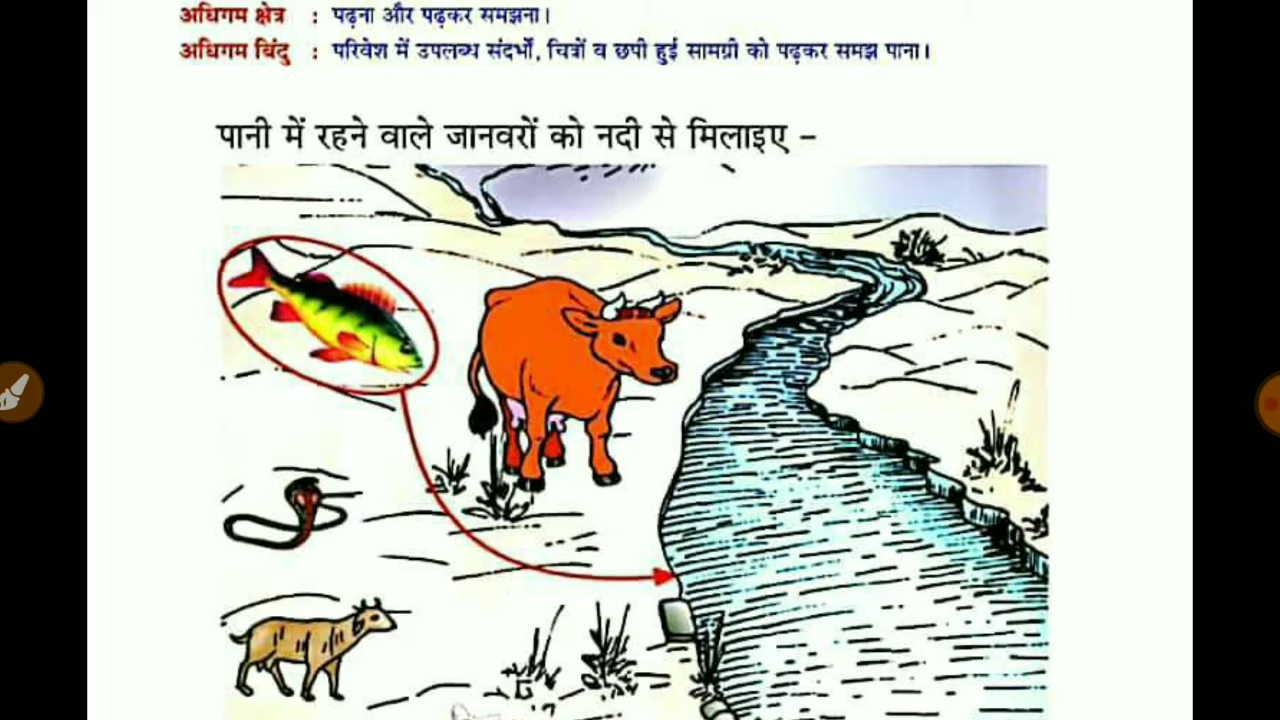 अधिगम क्षेत्र : पढ़ना और पढ़कर समझना।
अधिगम बिंदु : परिवेश में उपलब्ध संदर्भों, चित्रों व छपी हुई सामग्री को पढ़कर समझ पाना।
पानी में रहने वाले जानवरों को नदी से मिलाइए –